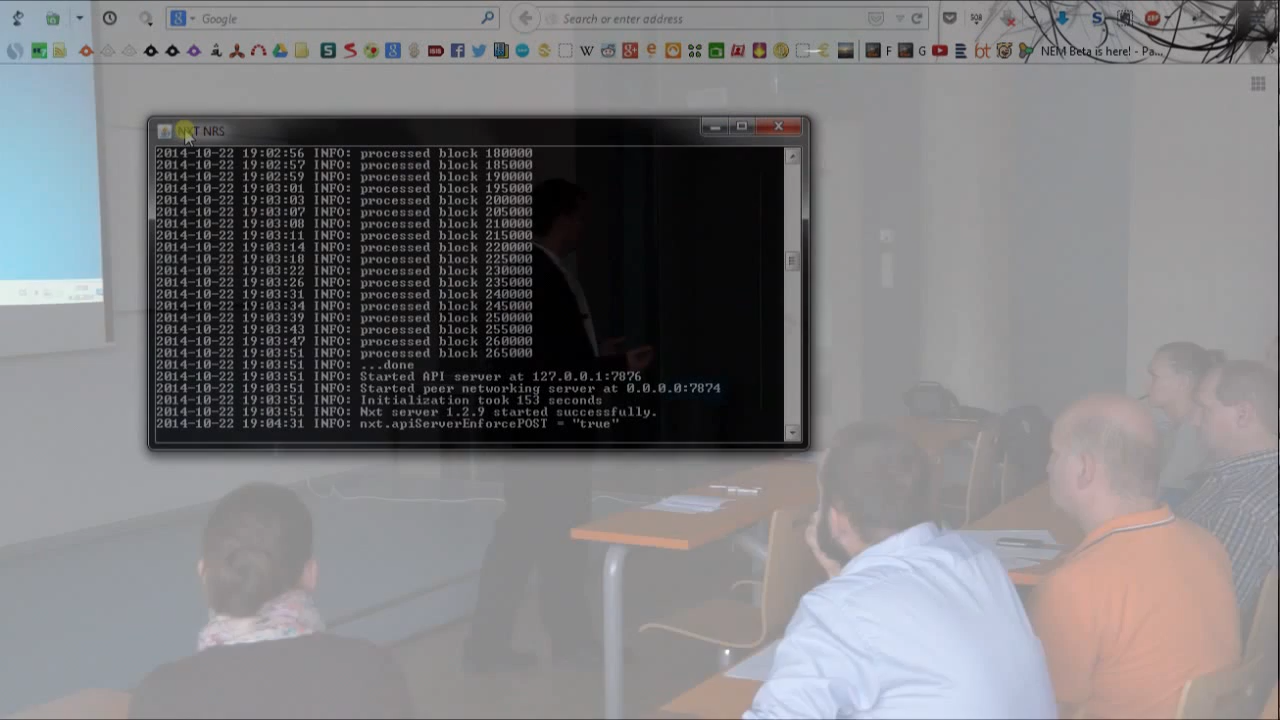 Google
Search or enter address
F
G
NEM Beta is here! - Pa...
NXT NRS
2014-10-22 19:02:56 INFO: processed block 180000
2014-10-22 19:02:57 INFO: processed block 185000
2014-10-22 19:02:59 INFO: processed block 190000
2014-10-22 19:03:01 INFO: processed block 195000
2014-10-22 19:03:03 INFO: processed block 200000
2014-10-22 19:03:07 INFO: processed block 205000
2014-10-22 19:03:08 INFO: processed block 210000
2014-10-22 19:03:11 INFO: processed block 215000
2014-10-22 19:03:14 INFO: processed block 220000
2014-10-22 19:03:18 INFO: processed block 225000
2014-10-22 19:03:22 INFO: processed block 230000
2014-10-22 19:03:26 INFO: processed block 235000
2014-10-22 19:03:31 INFO: processed block 240000
2014-10-22 19:03:34 INFO: processed block 245000
2014-10-22 19:03:39 INFO: processed block 250000
2014-10-22 19:03:43 INFO: processed block 255000
2014-10-22 19:03:47 INFO: processed block 260000
2014-10-22 19:03:51 INFO: processed block 265000
2014-10-22 19:03:51 INFO: ...done
2014-10-22 19:03:51 INFO: Started API server at 127.0.0.1:7876
2014-10-22 19:03:51 INFO: Started peer networking server at 0.0.0.0:7874
2014-10-22 19:03:51 INFO: Initialization took 153 seconds
2014-10-22 19:03:51 INFO: Nxt server 1.2.9 started successfully.
2014-10-22 19:04:31 INFO: nxt.apiServerEnforcePOST = "true"